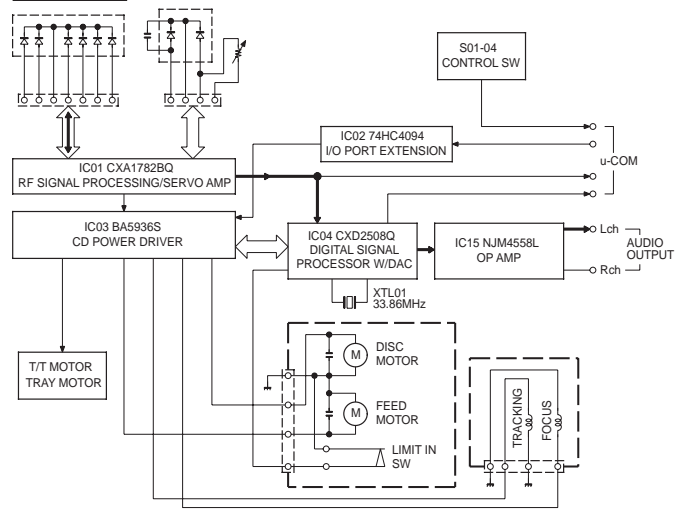 S01-04
CONTROL SW
IC02 74HC4094
I/O PORT EXTENSION
u-COM
IC01 CXA1782BQ
RF SIGNAL PROCESSING/SERVO AMP
IC03 BA5936S
CD POWER DRIVER
IC04 CXD2508Q
DIGITAL SIGNAL
PROCESSOR W/DAC
IC15 NJM4558L
OP AMP
Lch
AUDIO
OUTPUT
Rch
XTL01
33.86MHz
T/T MOTOR
TRAY MOTOR
M
DISC
MOTOR
M
FEED
MOTOR
LIMIT IN
SW
TRACKING
FOCUS